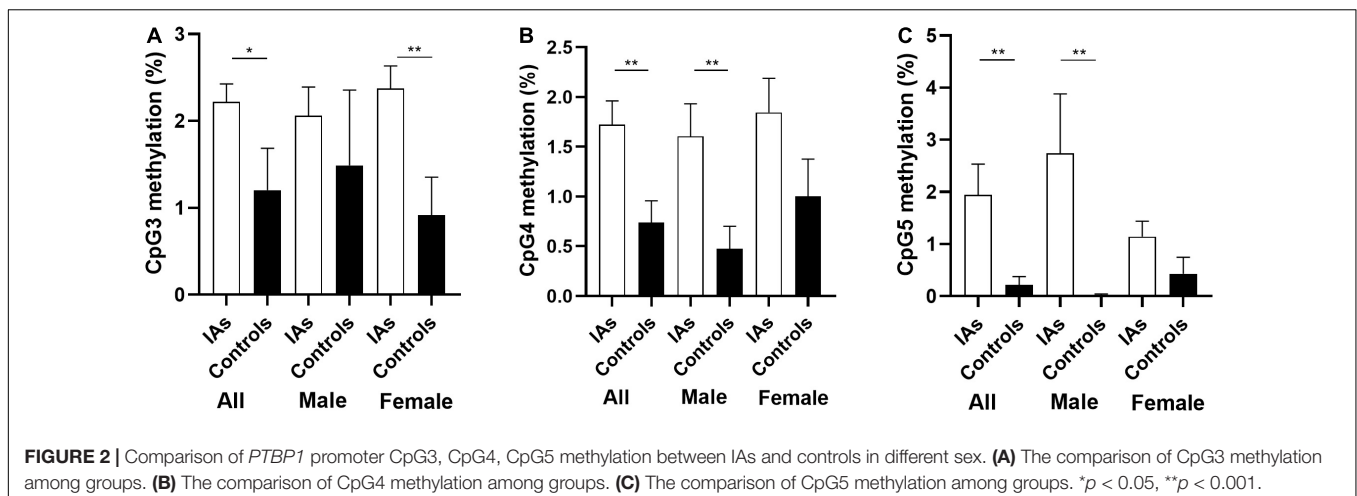 A
CpG3 methylation (%)
3
2
1
0
*
**
IAs
Controls
IAs
Controls
IAs
Controls
All
Male
Female
B
CpG4 methylation (%)
2.5
2.0
1.5
1.0
0.5
0.0
**
**
IAs
Controls
IAs
Controls
IAs
Controls
All
Male
Female
C
CpG5 methylation (%)
5
4
3
2
1
0
**
**
IAs
Controls
IAs
Controls
IAs
Controls
All
Male
Female
FIGURE 2 | Comparison of PTBP1 promoter CpG3, CpG4, CpG5 methylation between IAs and controls in different sex. (A) The comparison of CpG3 methylation
among groups. (B) The comparison of CpG4 methylation among groups. (C) The comparison of CpG5 methylation among groups. *p < 0.05, **p < 0.001.